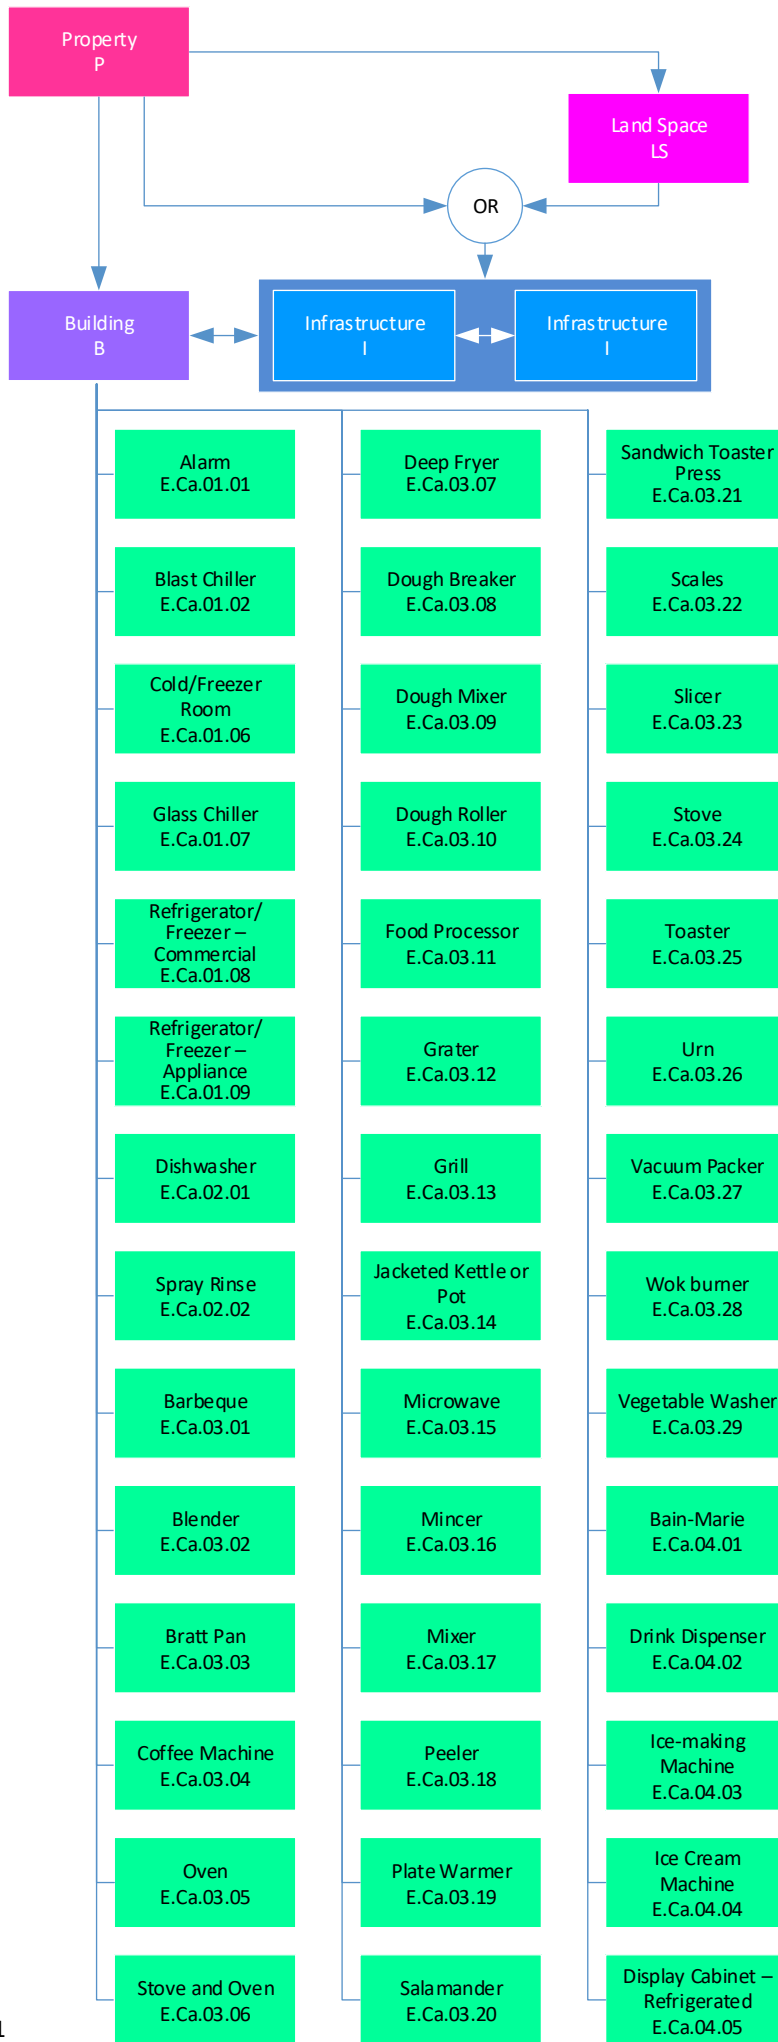 Property
P
Land Space
LS
OR
Building
B
Infrastructure
I
Infrastructure
I
Alarm
E.Ca.01.01
Blast Chiller
E.Ca.01.02
Cold/Freezer
Room
E.Ca.01.06
Glass Chiller
E.Ca.01.07
Refrigerator/
Freezer –
Commercial
E.Ca.01.08
Refrigerator/
Freezer –
Appliance
E.Ca.01.09
Dishwasher
E.Ca.02.01
Spray Rinse
E.Ca.02.02
Barbeque
E.Ca.03.01
Blender
E.Ca.03.02
Bratt Pan
E.Ca.03.03
Coffee Machine
E.Ca.03.04
Oven
E.Ca.03.05
Stove and Oven
E.Ca.03.06
Deep Fryer
E.Ca.03.07
Dough Breaker
E.Ca.03.08
Dough Mixer
E.Ca.03.09
Dough Roller
E.Ca.03.10
Food Processor
E.Ca.03.11
Grater
E.Ca.03.12
Grill
E.Ca.03.13
Jacketed Kettle or
Pot
E.Ca.03.14
Microwave
E.Ca.03.15
Mincer
E.Ca.03.16
Mixer
E.Ca.03.17
Peeler
E.Ca.03.18
Plate Warmer
E.Ca.03.19
Salamander
E.Ca.03.20
Sandwich Toaster
Press
E.Ca.03.21
Scales
E.Ca.03.22
Slicer
E.Ca.03.23
Stove
E.Ca.03.24
Toaster
E.Ca.03.25
Urn
E.Ca.03.26
Vacuum Packer
E.Ca.03.27
Wok burner
E.Ca.03.28
Vegetable Washer
E.Ca.03.29
Bain-Marie
E.Ca.04.01
Drink Dispenser
E.Ca.04.02
Ice-making
Machine
E.Ca.04.03
Ice Cream
Machine
E.Ca.04.04
Display Cabinet –
Refrigerated
E.Ca.04.05